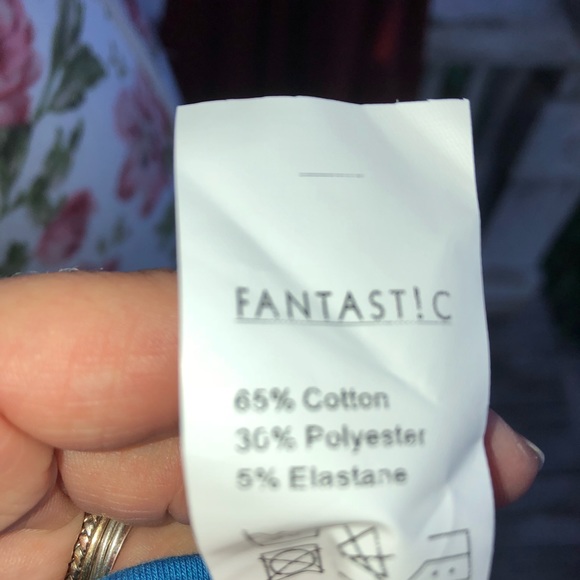 FANTAST!C
65% Cotton
30% Polyester
5% Elastane